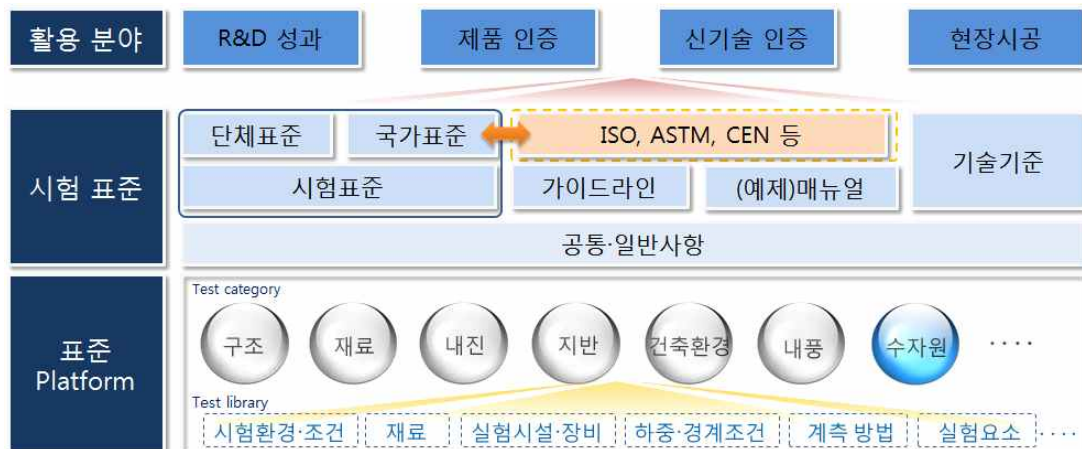 활용 분야
R&D 성과
제품 인증
신기술 인증
현장시공
시험 표준
단체표준
국가표준
ISO, ASTM, CEN 등
기술기준
시험표준
가이드라인
(예제)매뉴얼
공통·일반사항
표준
Platform
Test category
구조
재료
내진
지반
건축환경
내풍
수자원
....
Test library
시험환경·조건
재료
실험시설·장비
하중·경계조건
계측 방법
실험요소
....